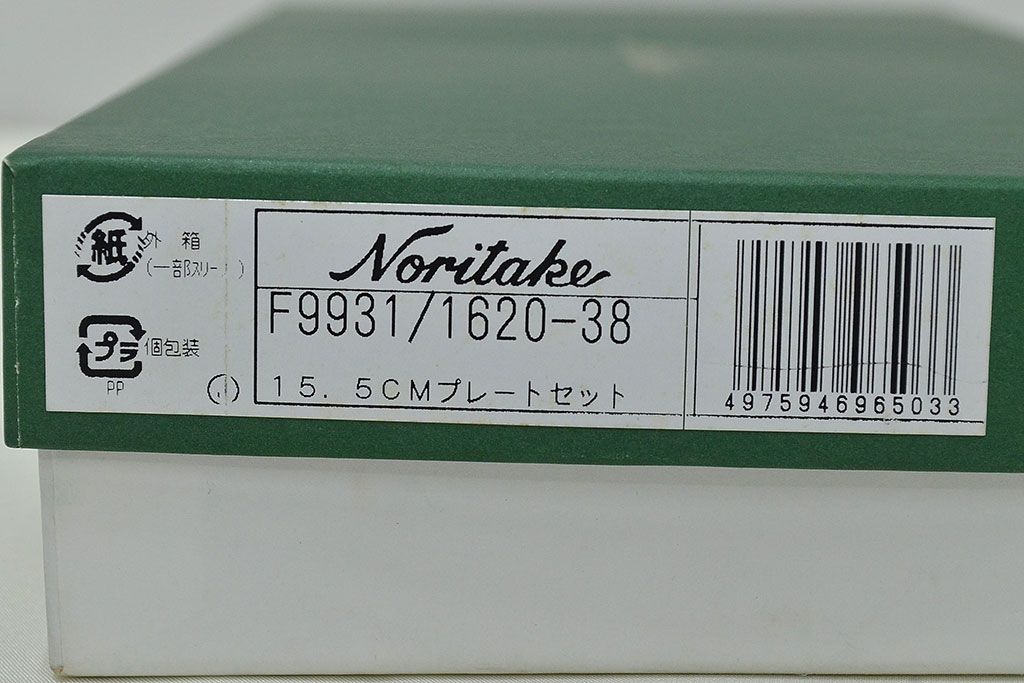 紙 外箱
(一部スリーブ)
プラ 個包装
PP
Noritake
F9931/1620-38
15.5CMプレートセット
4975946965033